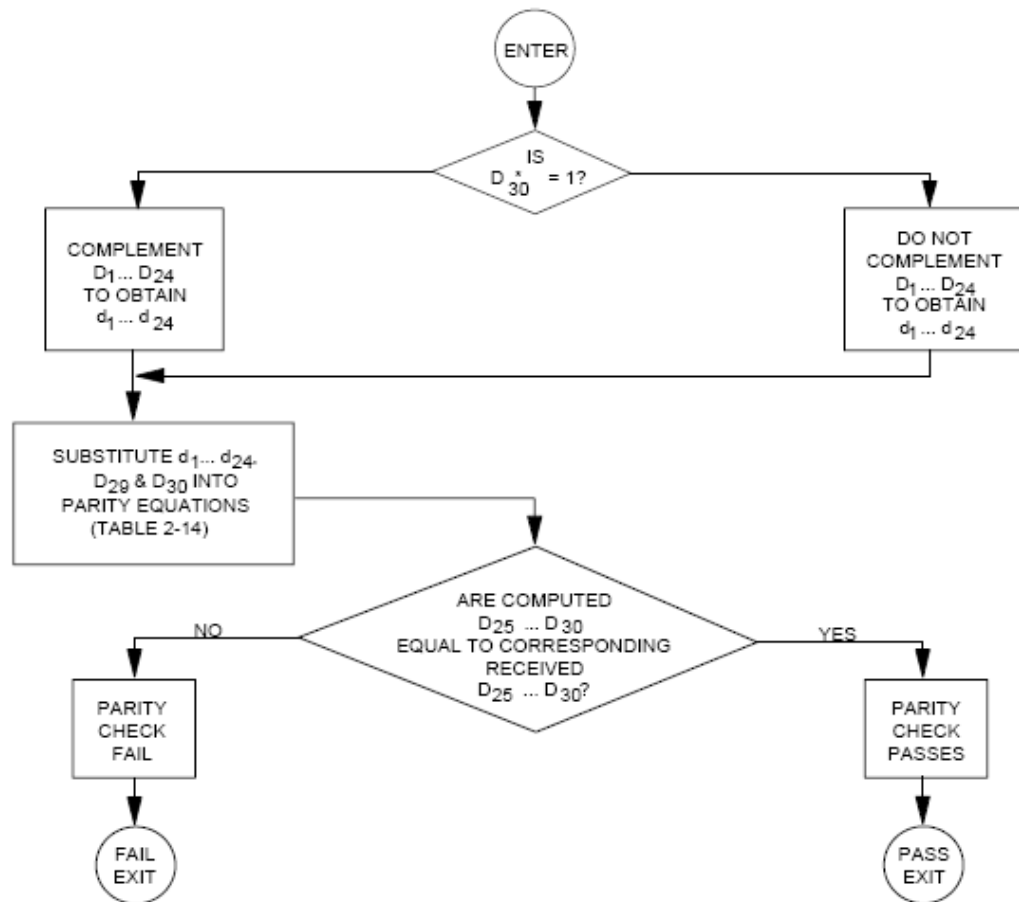 ENTER
IS
D*30 = 1?
COMPLEMENT
D1... D24
TO OBTAIN
d1... d24
DO NOT
COMPLEMENT
D1... D24
TO OBTAIN
d1... d24
SUBSTITUTE d1... d24,
D29 & D30 INTO
PARITY EQUATIONS
(TABLE 2-14)
ARE COMPUTED
D25 ... D30
EQUAL TO CORRESPONDING
RECEIVED
D25 ... D30?
NO
YES
PARITY
CHECK
FAIL
PARITY
CHECK
PASSES
FAIL
EXIT
PASS
EXIT